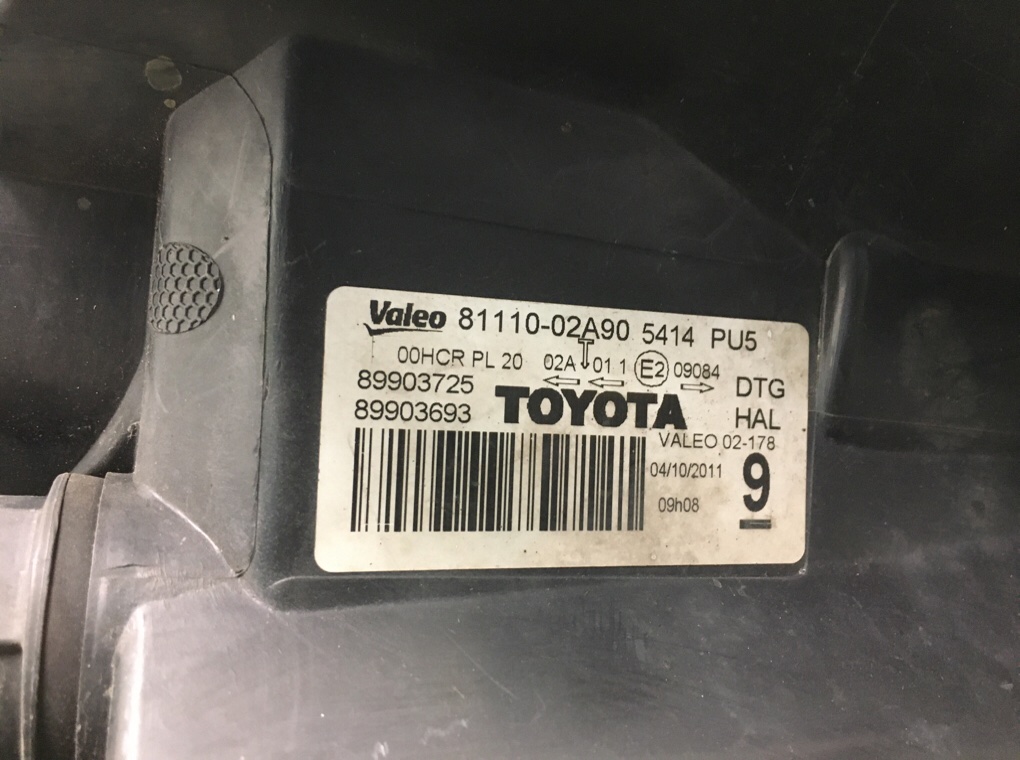 Valeo 81110-02A90 5414 PU5
00HCR PL 20 02A 01 1 E2 09084
89903725 DTG
89903693 TOYOTA HAL
VALEO 02-178
04/10/2011 9
09h08